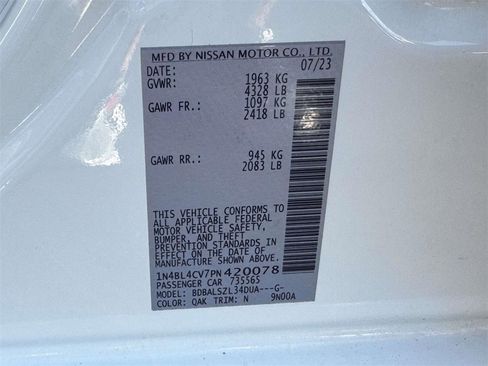 MFD BY NISSAN MOTOR CO., LTD.
DATE: 07/23
GVWR: 1963 KG
4328 LB
GAWR FR.: 1097 KG
2418 LB
GAWR RR.: 945 KG
2083 LB
THIS VEHICLE CONFORMS TO
ALL APPLICABLE FEDERAL
MOTOR VEHICLE SAFETY,
BUMPER, AND THEFT
PREVENTION STANDARDS IN
EFFECT ON THE DATE OF
MANUFACTURE SHOWN ABOVE.
1N4BL4CV7PN420078
PASSENGER CAR 735565
MODEL: BDBALSZL34DUA---G-
COLOR: QAK TRIM: N 9N00A